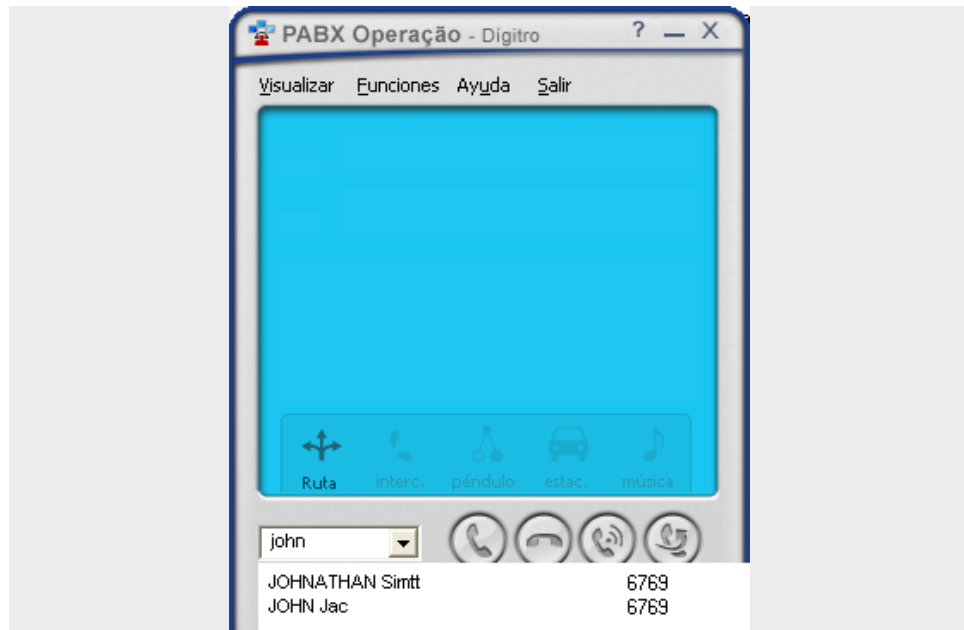 PABX Operação - Dígitro ? — X
Visualizar Funciones Ayuda Salir
Ruta interc. péndulo estac. música
john
JOHNATHAN Simtt 6769
JOHN Jac 6769